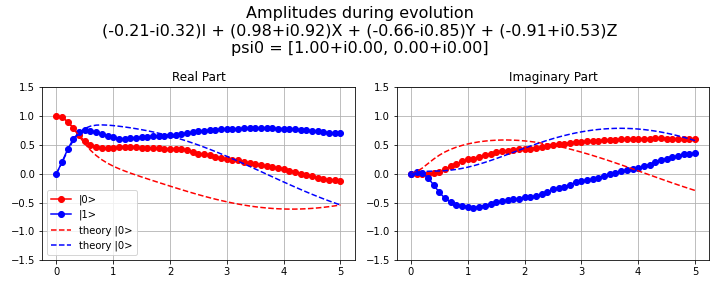 Amplitudes during evolution
(-0.21-i0.32)I + (0.98+i0.92)X + (-0.66-i0.85)Y + (-0.91+i0.53)Z
psi0 = [1.00+i0.00, 0.00+i0.00]
Real Part
1.5
1.0
0.5
0.0
−0.5
−1.0
−1.5
|0>
|1>
theory |0>
theory |0>
0 1 2 3 4 5
Imaginary Part
1.5
1.0
0.5
0.0
−0.5
−1.0
−1.5
0 1 2 3 4 5